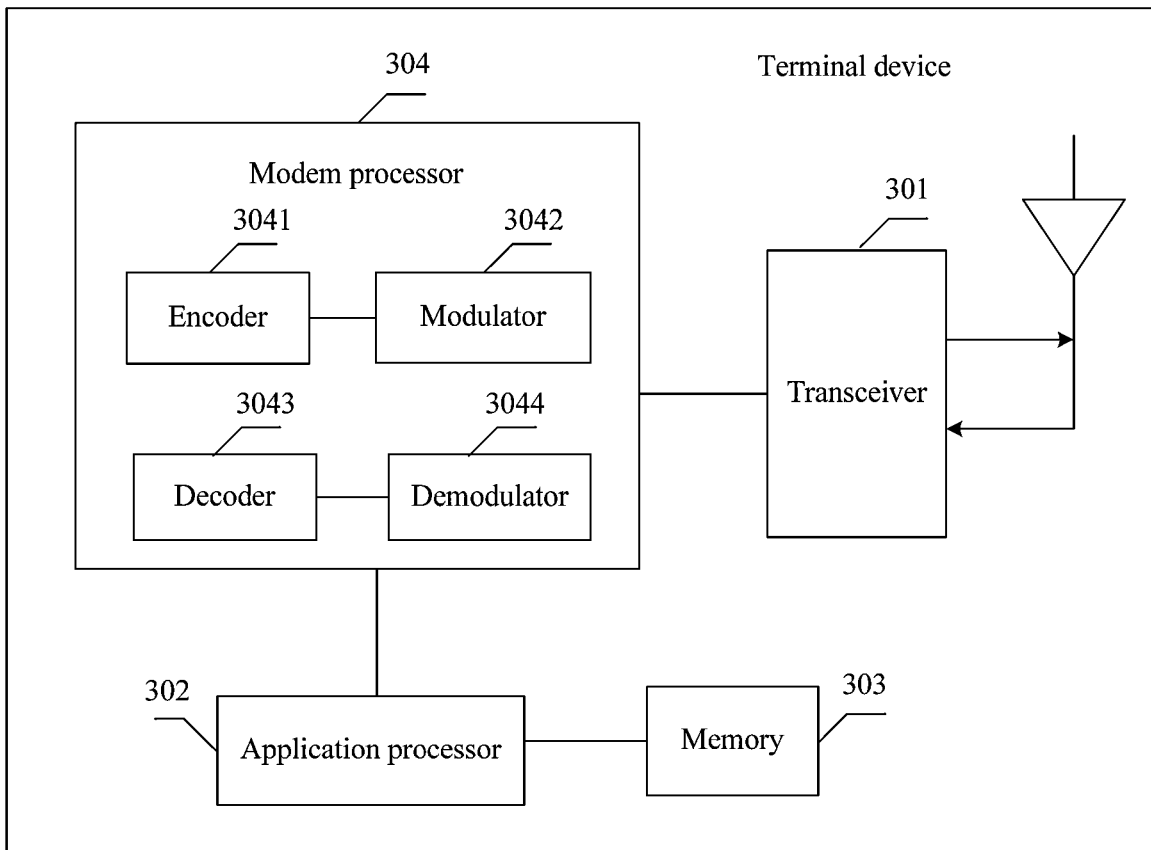 304
Terminal device
Modem processor
301
3041
3042
Encoder
Modulator
Transceiver
3043
3044
Decoder
Demodulator
302
303
Application processor
Memory